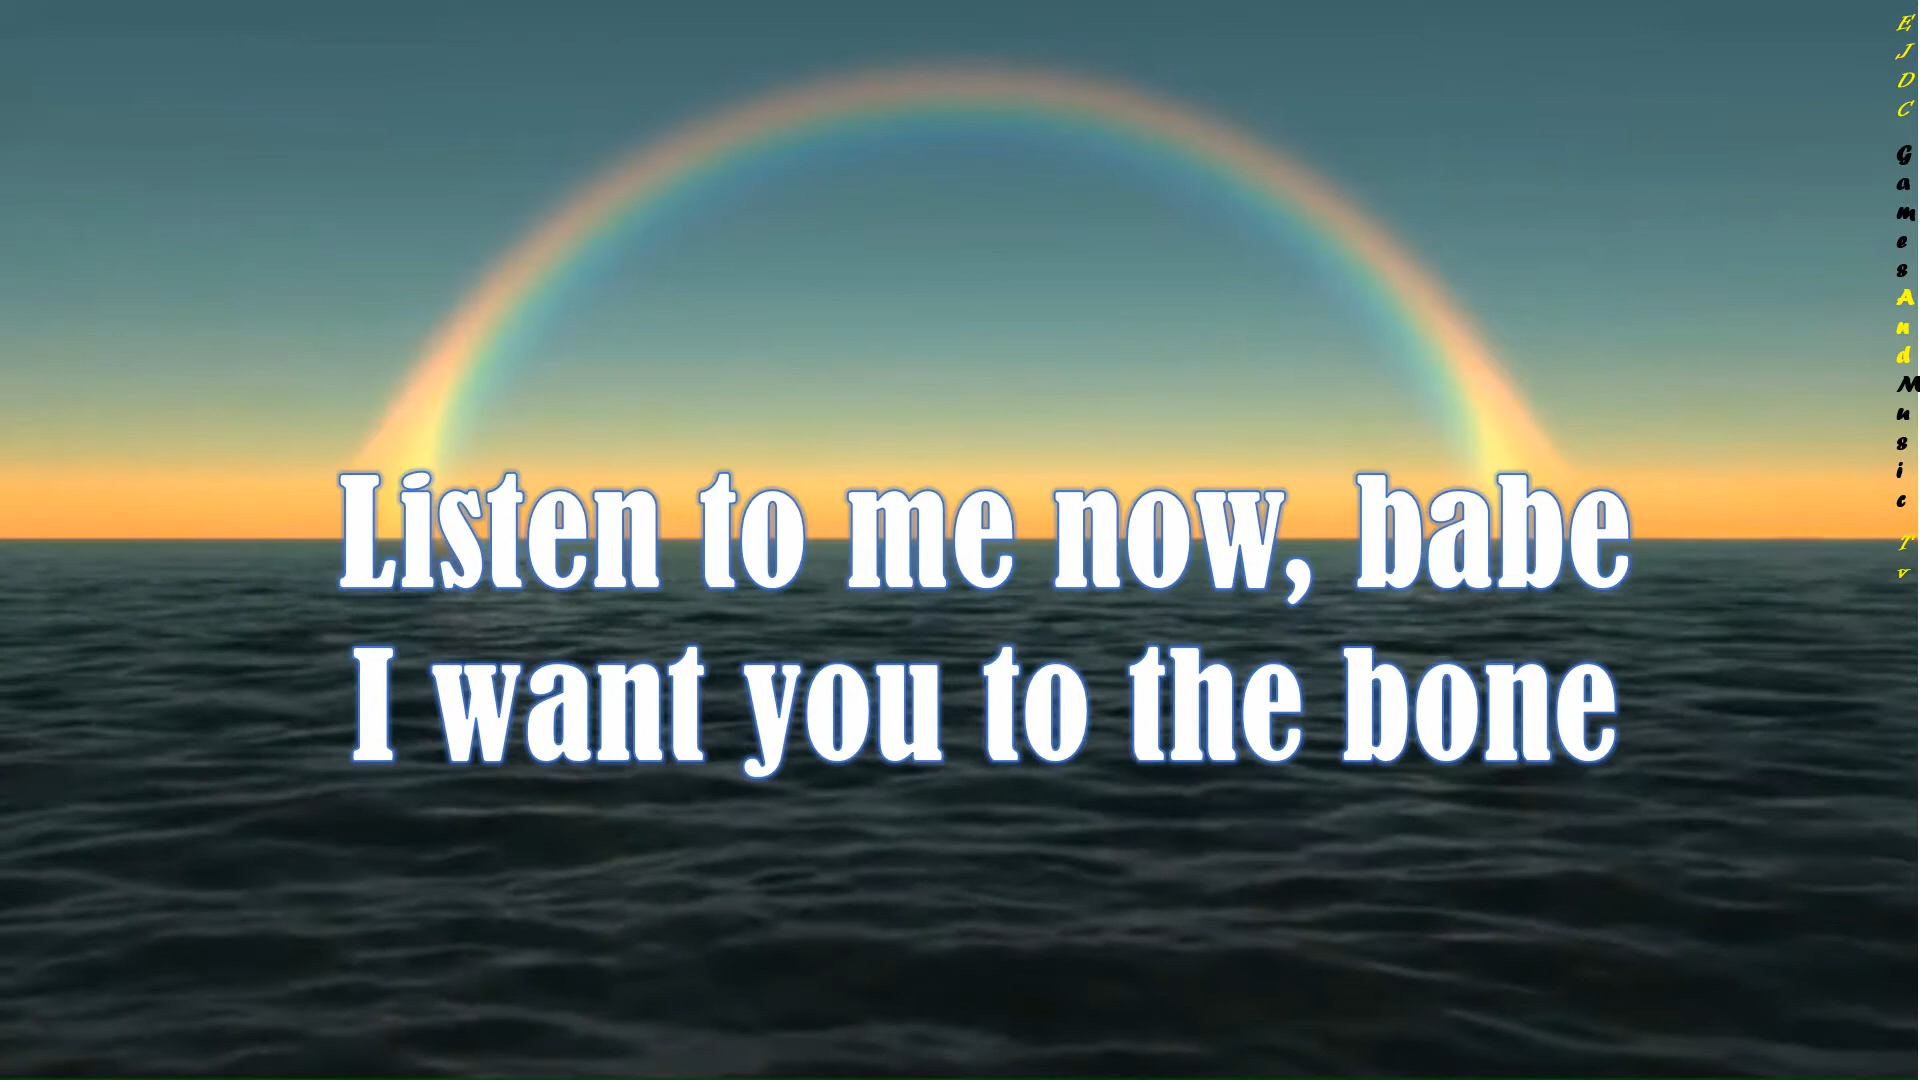 Listen to me now, babe
I want you to the bone
EJDC GamesAndMusic Tv